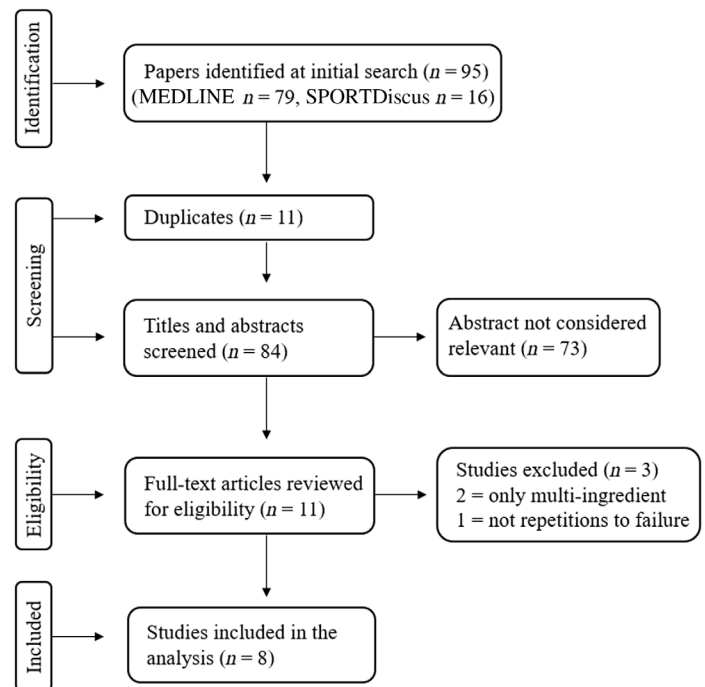 Identification
Papers identified at initial search (n = 95)
(MEDLINE n = 79, SPORTDiscus n = 16)
Screening
Duplicates (n = 11)
Titles and abstracts
screened (n = 84)
Abstract not considered
relevant (n = 73)
Eligibility
Full-text articles reviewed
for eligibility (n = 11)
Studies excluded (n = 3)
2 = only multi-ingredient
1 = not repetitions to failure
Included
Studies included in the
analysis (n = 8)